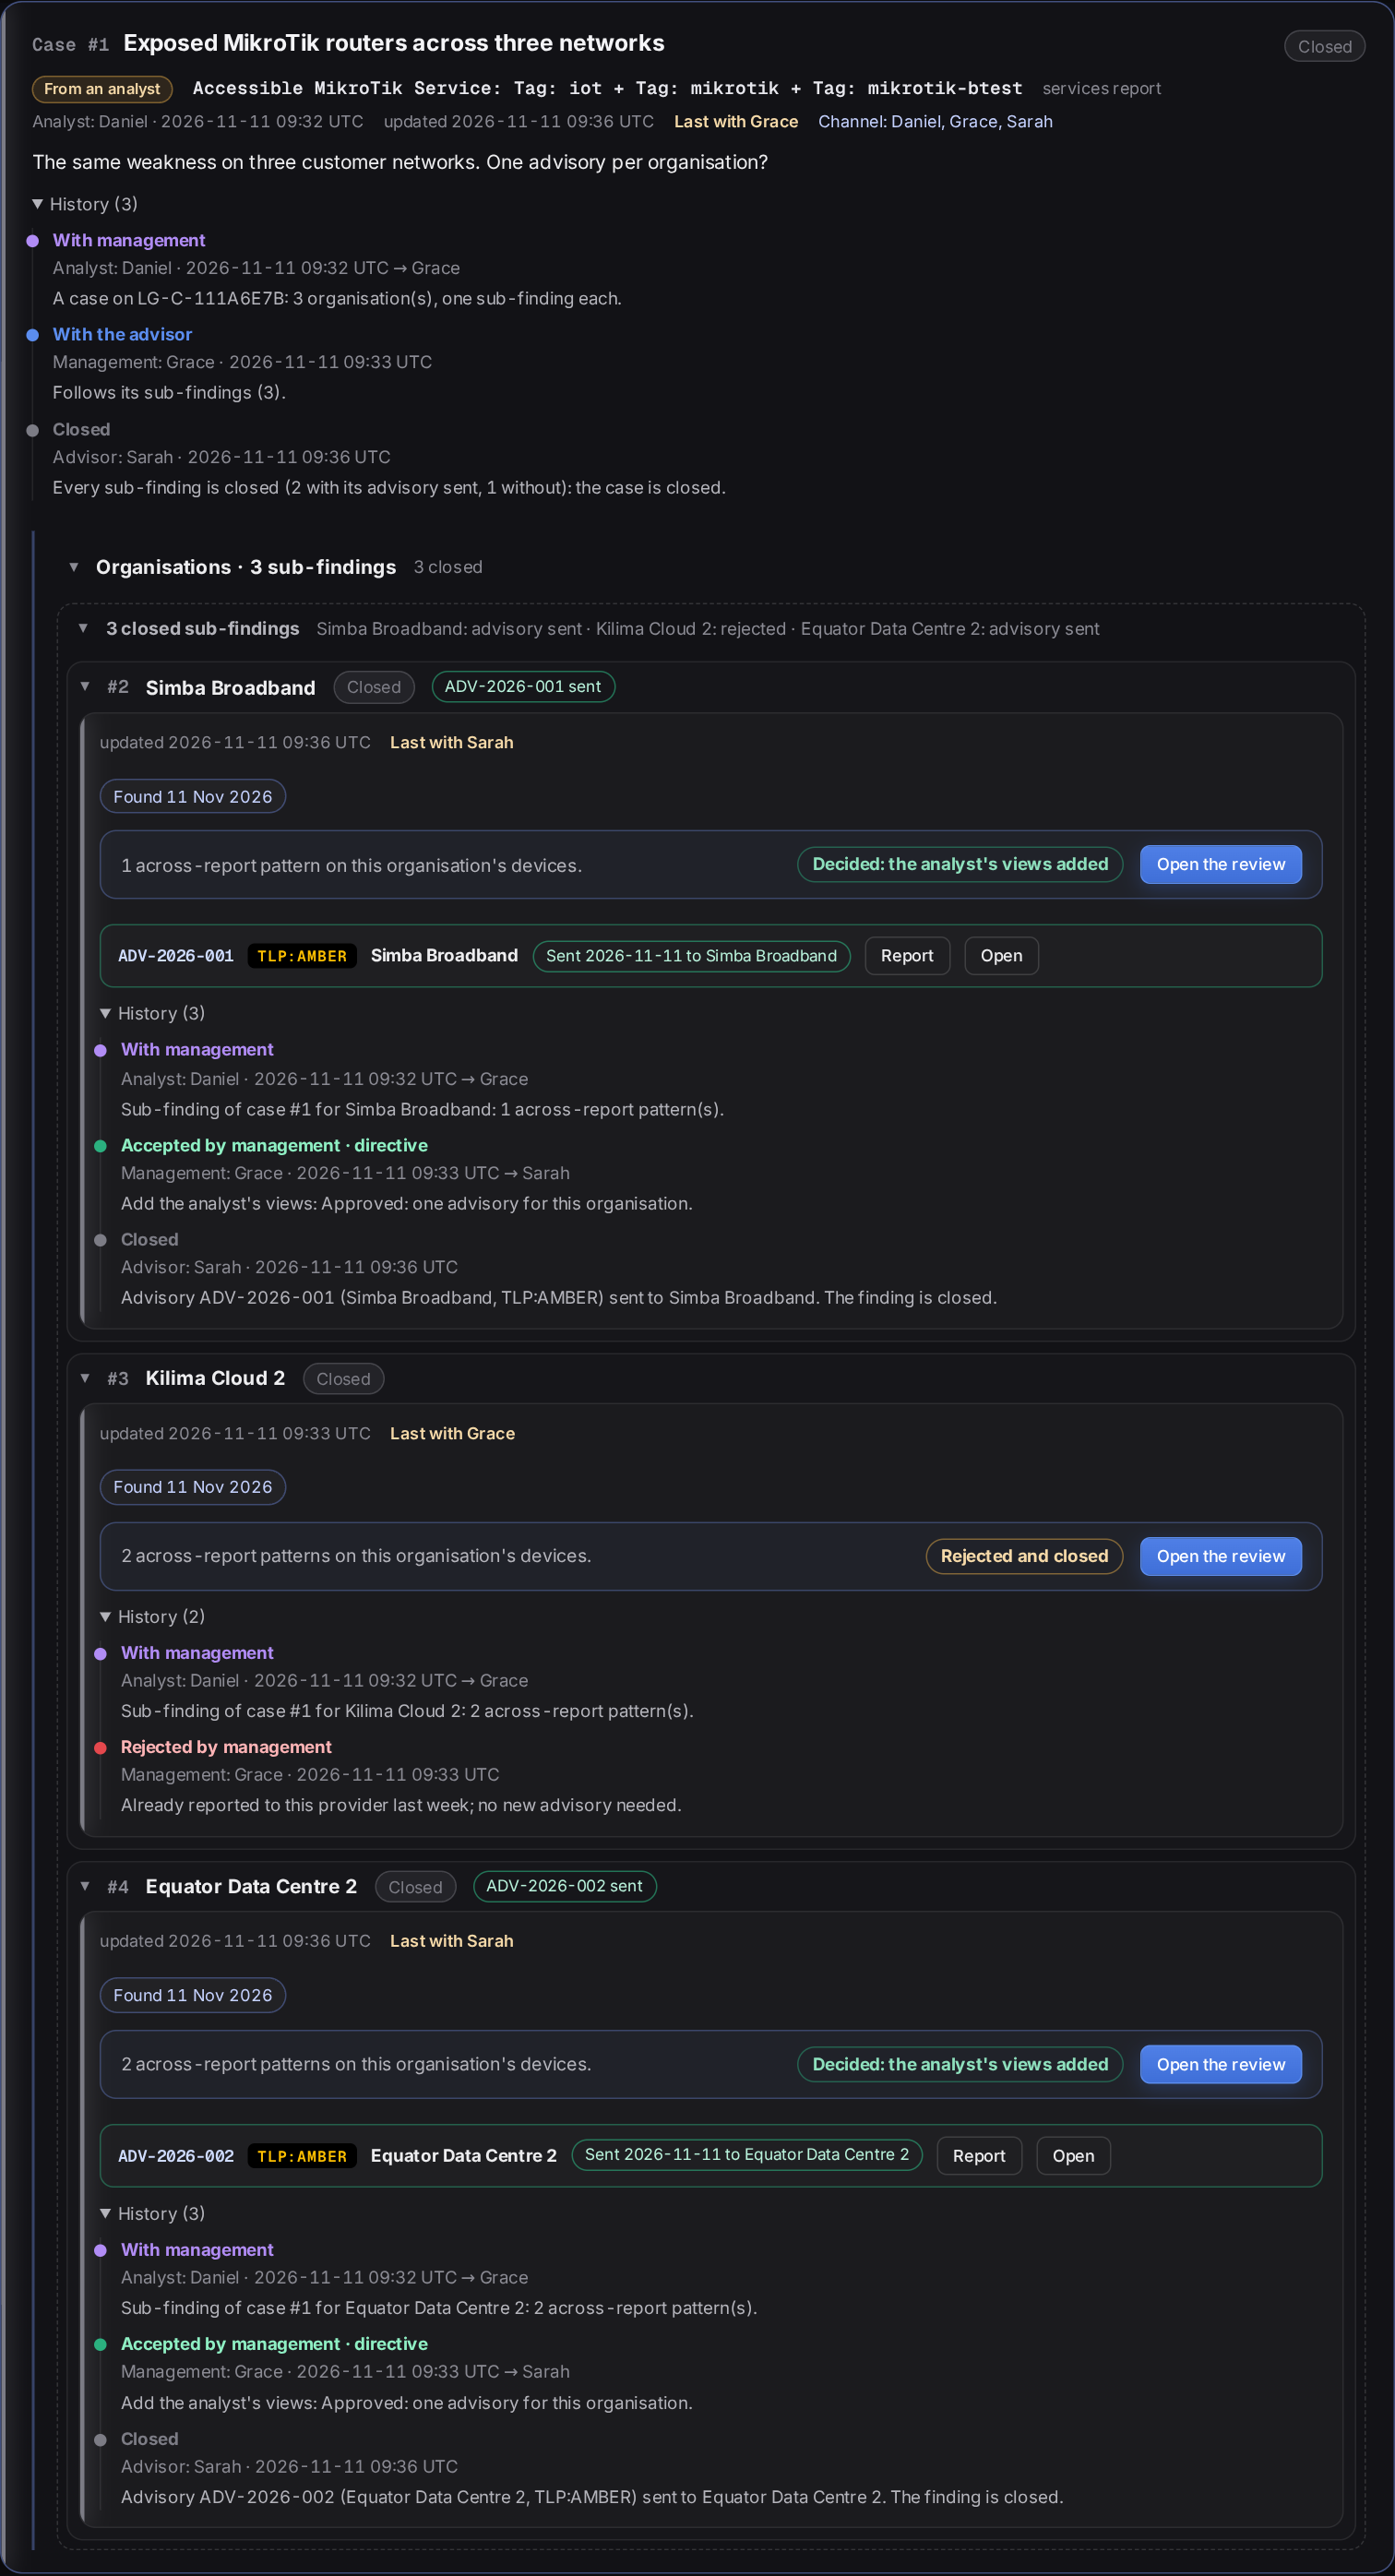 Case #1 Exposed MikroTik routers across three networks Closed
From an analyst Accessible MikroTik Service: Tag: iot + Tag: mikrotik + Tag: mikrotik-btest services report
Analyst: Daniel · 2026-11-11 09:32 UTC updated 2026-11-11 09:36 UTC Last with Grace Channel: Daniel, Grace, Sarah
The same weakness on three customer networks. One advisory per organisation?
▼ History (3)
With management
Analyst: Daniel · 2026-11-11 09:32 UTC → Grace
A case on LG-C-111A6E7B: 3 organisation(s), one sub-finding each.
With the advisor
Management: Grace · 2026-11-11 09:33 UTC
Follows its sub-findings (3).
Closed
Advisor: Sarah · 2026-11-11 09:36 UTC
Every sub-finding is closed (2 with its advisory sent, 1 without): the case is closed.
▼ Organisations · 3 sub-findings 3 closed
▼ 3 closed sub-findings Simba Broadband: advisory sent · Kilima Cloud 2: rejected · Equator Data Centre 2: advisory sent
▼ #2 Simba Broadband Closed ADV-2026-001 sent
updated 2026-11-11 09:36 UTC Last with Sarah
Found 11 Nov 2026
1 across-report pattern on this organisation's devices. Decided: the analyst's views added Open the review
ADV-2026-001 TLP:AMBER Simba Broadband Sent 2026-11-11 to Simba Broadband Report Open
▼ History (3)
With management
Analyst: Daniel · 2026-11-11 09:32 UTC → Grace
Sub-finding of case #1 for Simba Broadband: 1 across-report pattern(s).
Accepted by management · directive
Management: Grace · 2026-11-11 09:33 UTC → Sarah
Add the analyst's views: Approved: one advisory for this organisation.
Closed
Advisor: Sarah · 2026-11-11 09:36 UTC
Advisory ADV-2026-001 (Simba Broadband, TLP:AMBER) sent to Simba Broadband. The finding is closed.
▼ #3 Kilima Cloud 2 Closed
updated 2026-11-11 09:33 UTC Last with Grace
Found 11 Nov 2026
2 across-report patterns on this organisation's devices. Rejected and closed Open the review
▼ History (2)
With management
Analyst: Daniel · 2026-11-11 09:32 UTC → Grace
Sub-finding of case #1 for Kilima Cloud 2: 2 across-report pattern(s).
Rejected by management
Management: Grace · 2026-11-11 09:33 UTC
Already reported to this provider last week; no new advisory needed.
▼ #4 Equator Data Centre 2 Closed ADV-2026-002 sent
updated 2026-11-11 09:36 UTC Last with Sarah
Found 11 Nov 2026
2 across-report patterns on this organisation's devices. Decided: the analyst's views added Open the review
ADV-2026-002 TLP:AMBER Equator Data Centre 2 Sent 2026-11-11 to Equator Data Centre 2 Report Open
▼ History (3)
With management
Analyst: Daniel · 2026-11-11 09:32 UTC → Grace
Sub-finding of case #1 for Equator Data Centre 2: 2 across-report pattern(s).
Accepted by management · directive
Management: Grace · 2026-11-11 09:33 UTC → Sarah
Add the analyst's views: Approved: one advisory for this organisation.
Closed
Advisor: Sarah · 2026-11-11 09:36 UTC
Advisory ADV-2026-002 (Equator Data Centre 2, TLP:AMBER) sent to Equator Data Centre 2. The finding is closed.